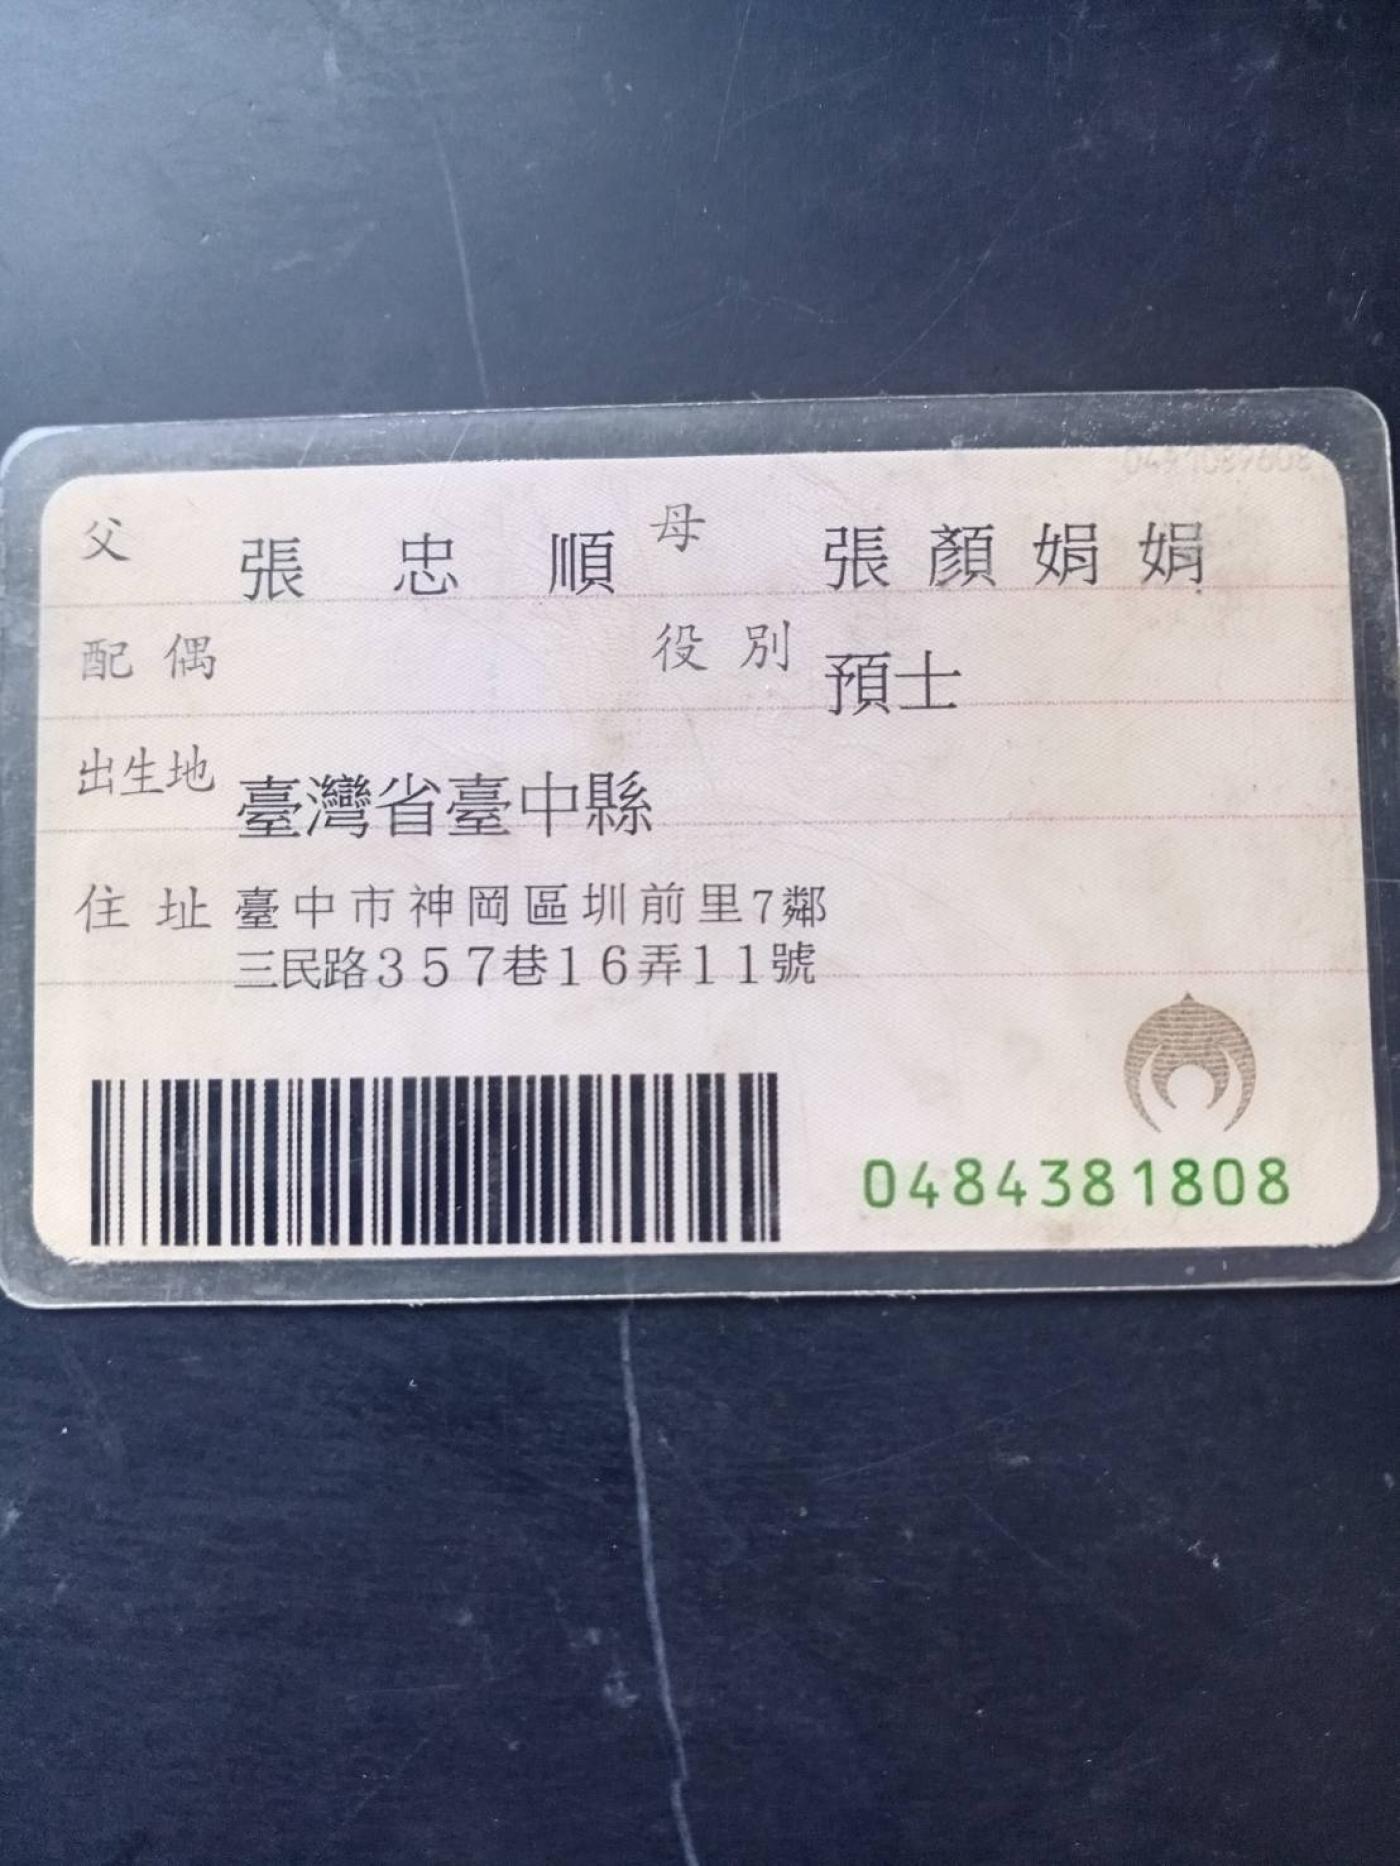 父 張忠順 母 張顏娟娟
配偶 役別 預士
出生地 臺灣省臺中縣
住址 臺中市神岡區圳前里7鄰
三民路357巷16弄11號
0484381808